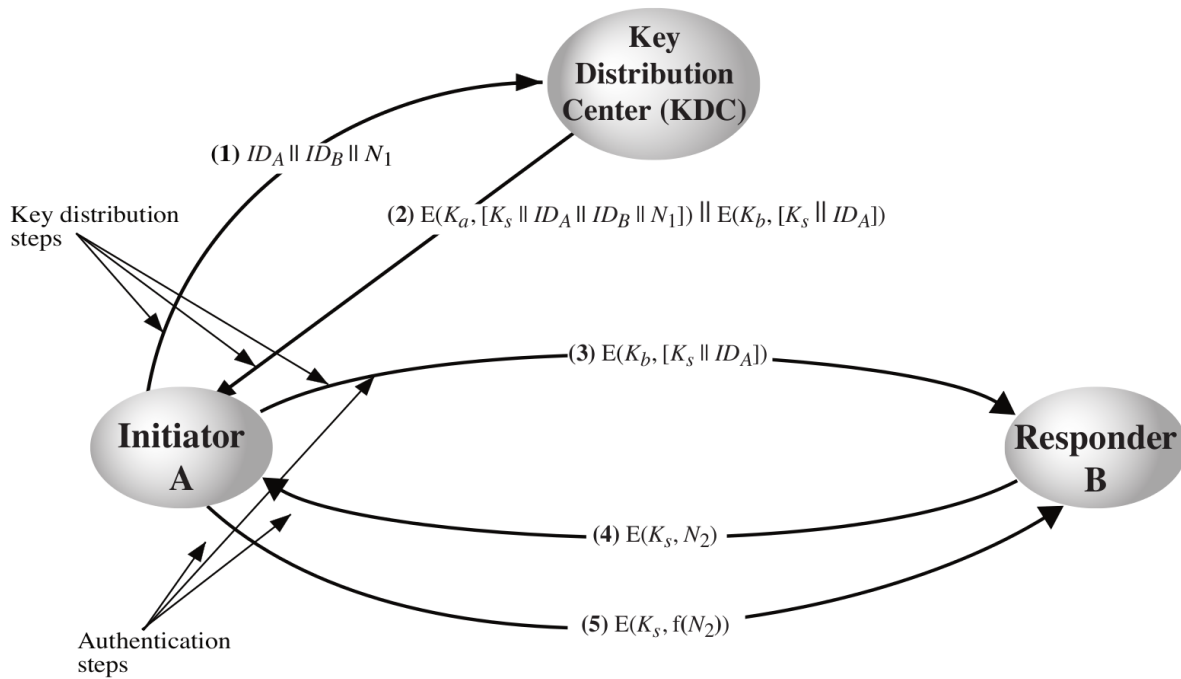 Key
Distribution
Center (KDC)
(1) ID_A || ID_B || N_1
Key distribution
steps
(2) E(K_a, [K_s || ID_A || ID_B || N_1]) || E(K_b, [K_s || ID_A])
(3) E(K_b, [K_s || ID_A])
Initiator
A
Responder
B
(4) E(K_s, N_2)
(5) E(K_s, f(N_2))
Authentication
steps